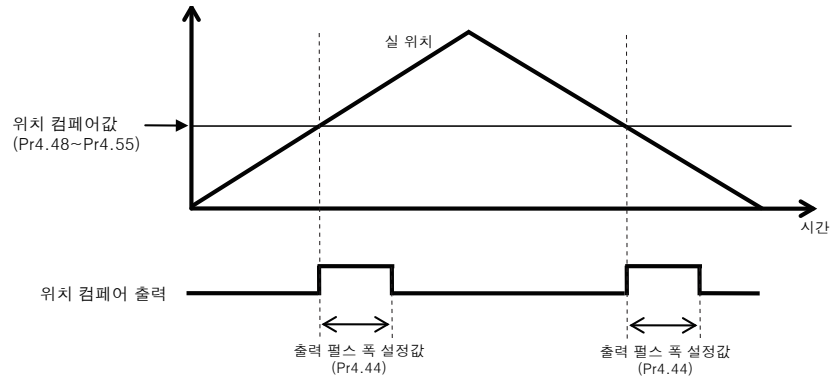 실 위치
위치 컴페어값
(Pr4.48~Pr4.55)
시간
위치 컴페어 출력
출력 펄스 폭 설정값
(Pr4.44)
출력 펄스 폭 설정값
(Pr4.44)